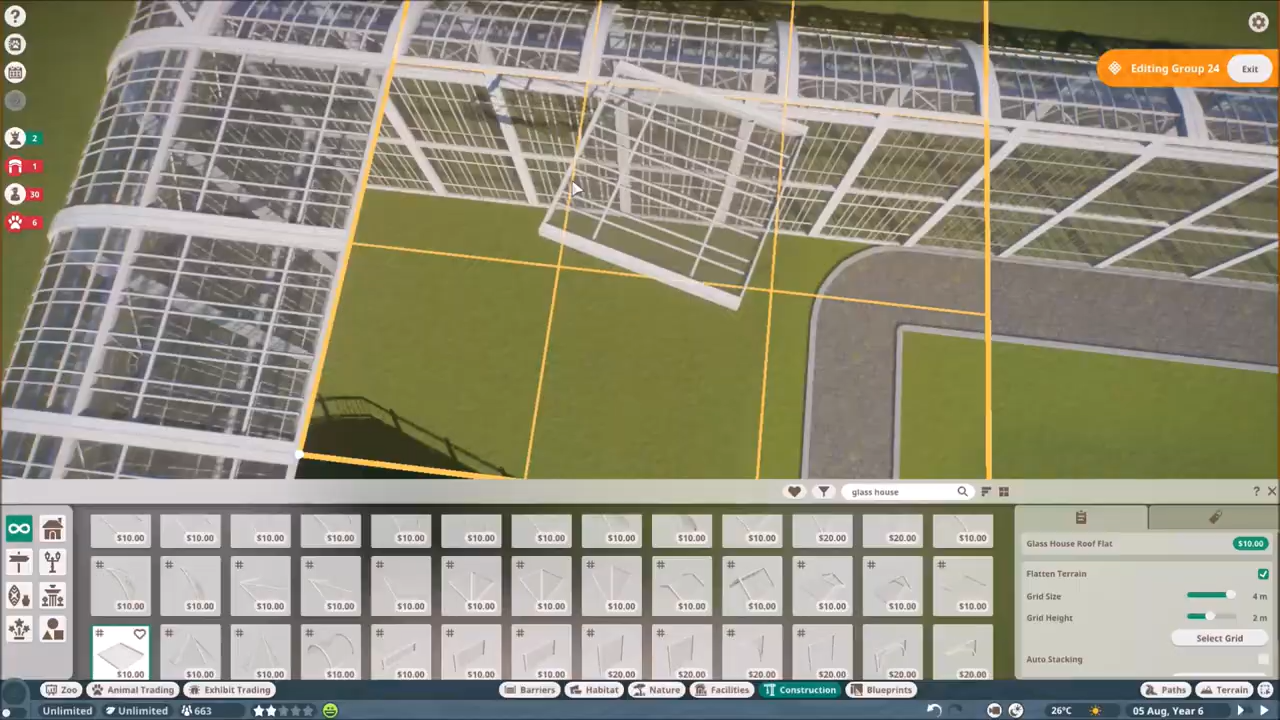 ?
Editing Group 24
Exit
2
1
30
6
glass house
?
$10.00 $10.00 $10.00 $10.00 $10.00 $10.00 $10.00 $10.00 $10.00 $10.00 $20.00 $20.00 $10.00
$10.00 $10.00 $10.00 $10.00 $10.00 $10.00 $10.00 $10.00 $10.00 $10.00 $10.00 $10.00 $10.00
$10.00 $10.00 $10.00 $10.00 $10.00 $10.00 $10.00 $20.00 $20.00 $10.00 $20.00 $20.00 $20.00
Glass House Roof Flat $10.00
Flatten Terrain
Grid Size 4 m
Grid Height 2 m
Select Grid
Auto Stacking
Zoo Animal Trading Exhibit Trading Barriers Habitat Nature Facilities Construction Blueprints Paths Terrain
Unlimited Unlimited 663 26°C 05 Aug, Year 6